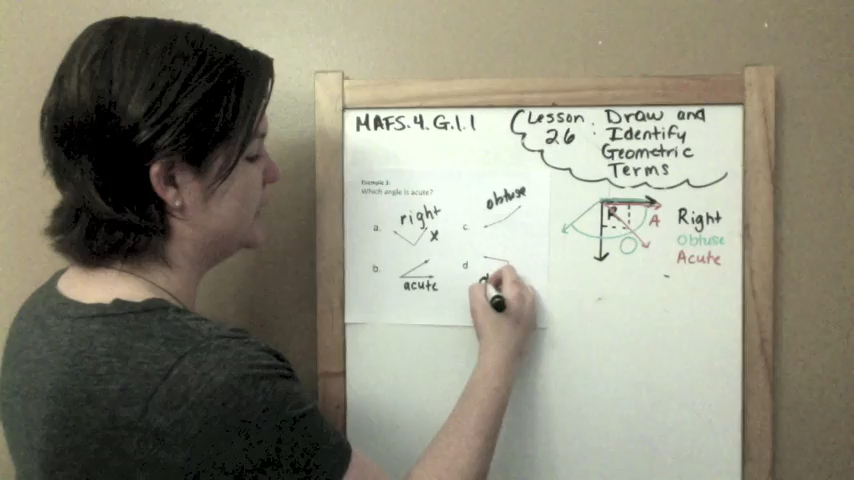 MAFS.4.G.1.1
Lesson : Draw and
26 Identify
Geometric
Terms
Example 3:
Which angle is acute?
a. right x
c. obtuse
b. acute
d
R A
O
Right
Obtuse
Acute